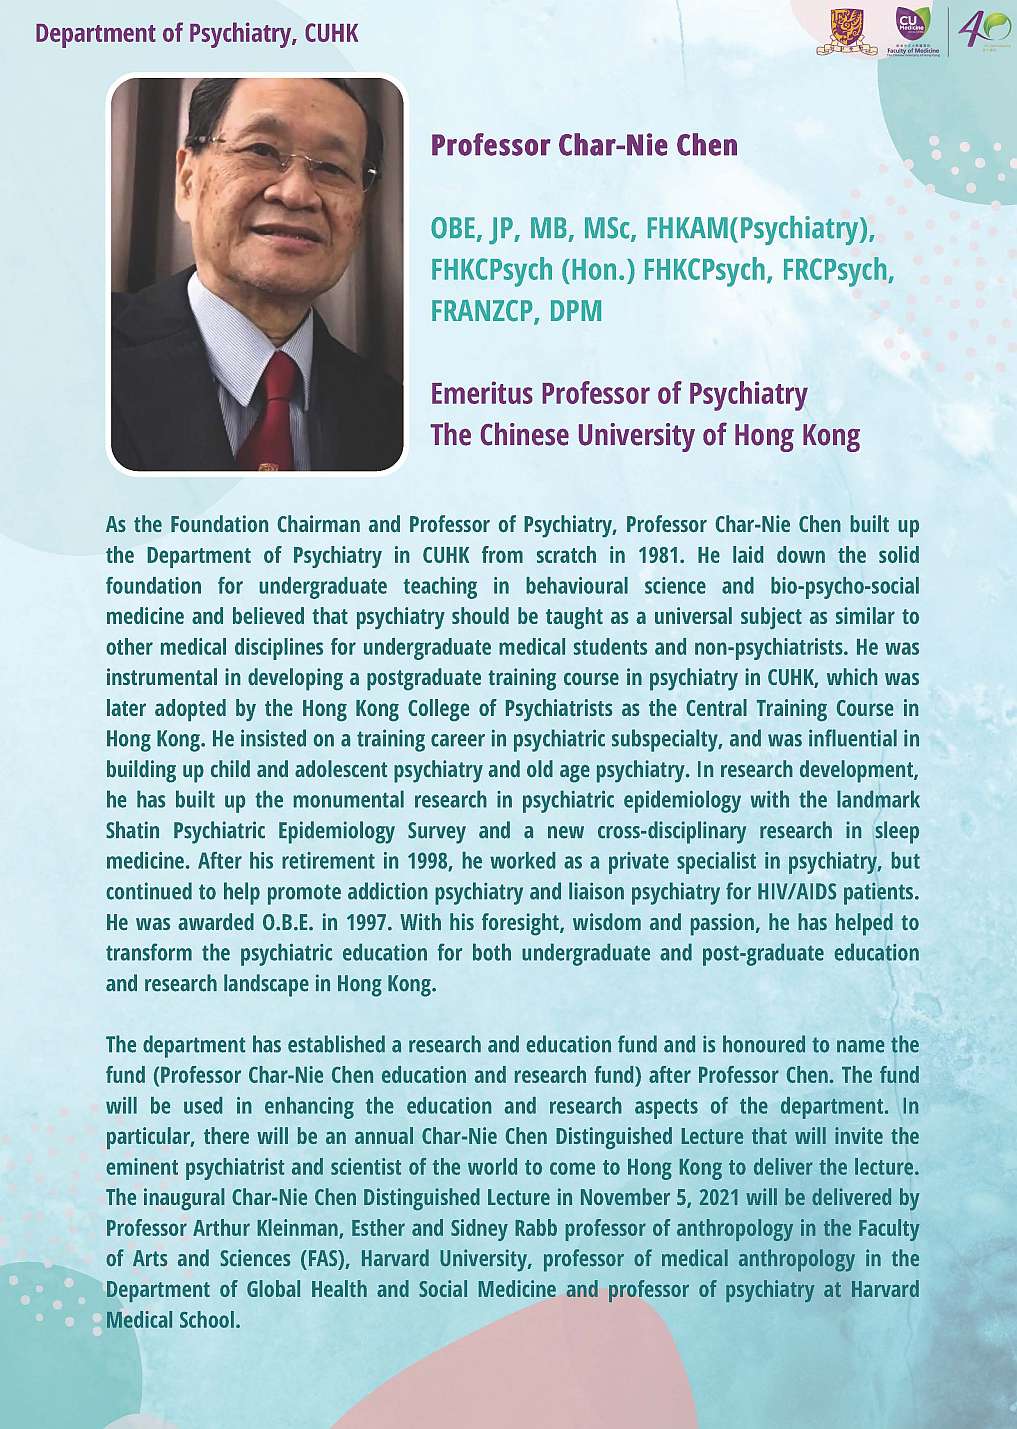 Department of Psychiatry, CUHK
CU
Medicine
Faculty of Medicine
The Chinese University of Hong Kong
40
Professor Char-Nie Chen
OBE, JP, MB, MSc, FHKAM(Psychiatry),
FHKCPsych (Hon.) FHKCPsych, FRCPsych,
FRANZCP, DPM
Emeritus Professor of Psychiatry
The Chinese University of Hong Kong
As the Foundation Chairman and Professor of Psychiatry, Professor Char-Nie Chen built up
the Department of Psychiatry in CUHK from scratch in 1981. He laid down the solid
foundation for undergraduate teaching in behavioural science and bio-psycho-social
medicine and believed that psychiatry should be taught as a universal subject as similar to
other medical disciplines for undergraduate medical students and non-psychiatrists. He was
instrumental in developing a postgraduate training course in psychiatry in CUHK, which was
later adopted by the Hong Kong College of Psychiatrists as the Central Training Course in
Hong Kong. He insisted on a training career in psychiatric subspecialty, and was influential in
building up child and adolescent psychiatry and old age psychiatry. In research development,
he has built up the monumental research in psychiatric epidemiology with the landmark
Shatin Psychiatric Epidemiology Survey and a new cross-disciplinary research in sleep
medicine. After his retirement in 1998, he worked as a private specialist in psychiatry, but
continued to help promote addiction psychiatry and liaison psychiatry for HIV/AIDS patients.
He was awarded O.B.E. in 1997. With his foresight, wisdom and passion, he has helped to
transform the psychiatric education for both undergraduate and post-graduate education
and research landscape in Hong Kong.
The department has established a research and education fund and is honoured to name the
fund (Professor Char-Nie Chen education and research fund) after Professor Chen. The fund
will be used in enhancing the education and research aspects of the department. In
particular, there will be an annual Char-Nie Chen Distinguished Lecture that will invite the
eminent psychiatrist and scientist of the world to come to Hong Kong to deliver the lecture.
The inaugural Char-Nie Chen Distinguished Lecture in November 5, 2021 will be delivered by
Professor Arthur Kleinman, Esther and Sidney Rabb professor of anthropology in the Faculty
of Arts and Sciences (FAS), Harvard University, professor of medical anthropology in the
Department of Global Health and Social Medicine and professor of psychiatry at Harvard
Medical School.